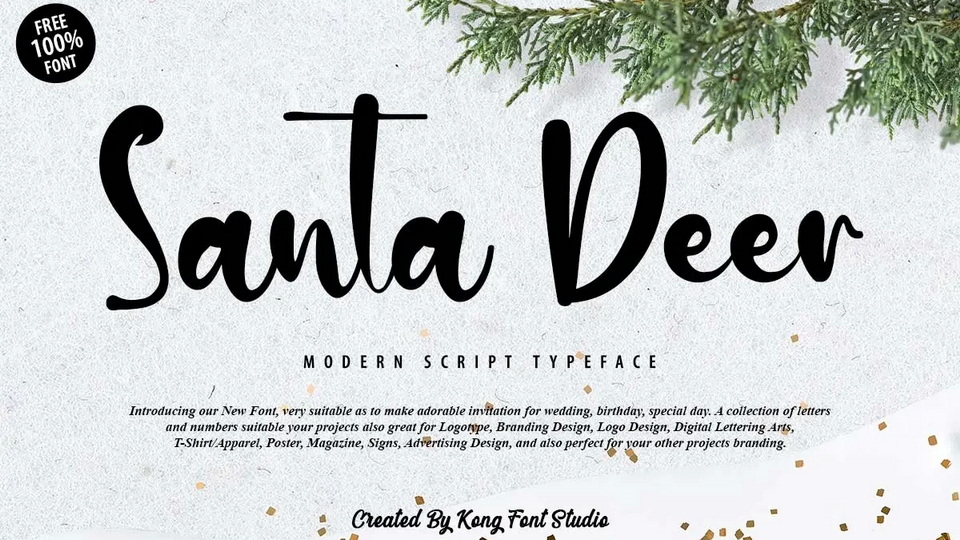 FREE
100%
FONT
Santa Deer
MODERN SCRIPT TYPEFACE
Introducing our New Font, very suitable as to make adorable invitation for wedding, birthday, special day. A collection of letters
and numbers suitable your projects also great for Logotype, Branding Design, Logo Design, Digital Lettering Arts,
T-Shirt/Apparel, Poster, Magazine, Signs, Advertising Design, and also perfect for your other projects branding.
Created By Kong Font Studio